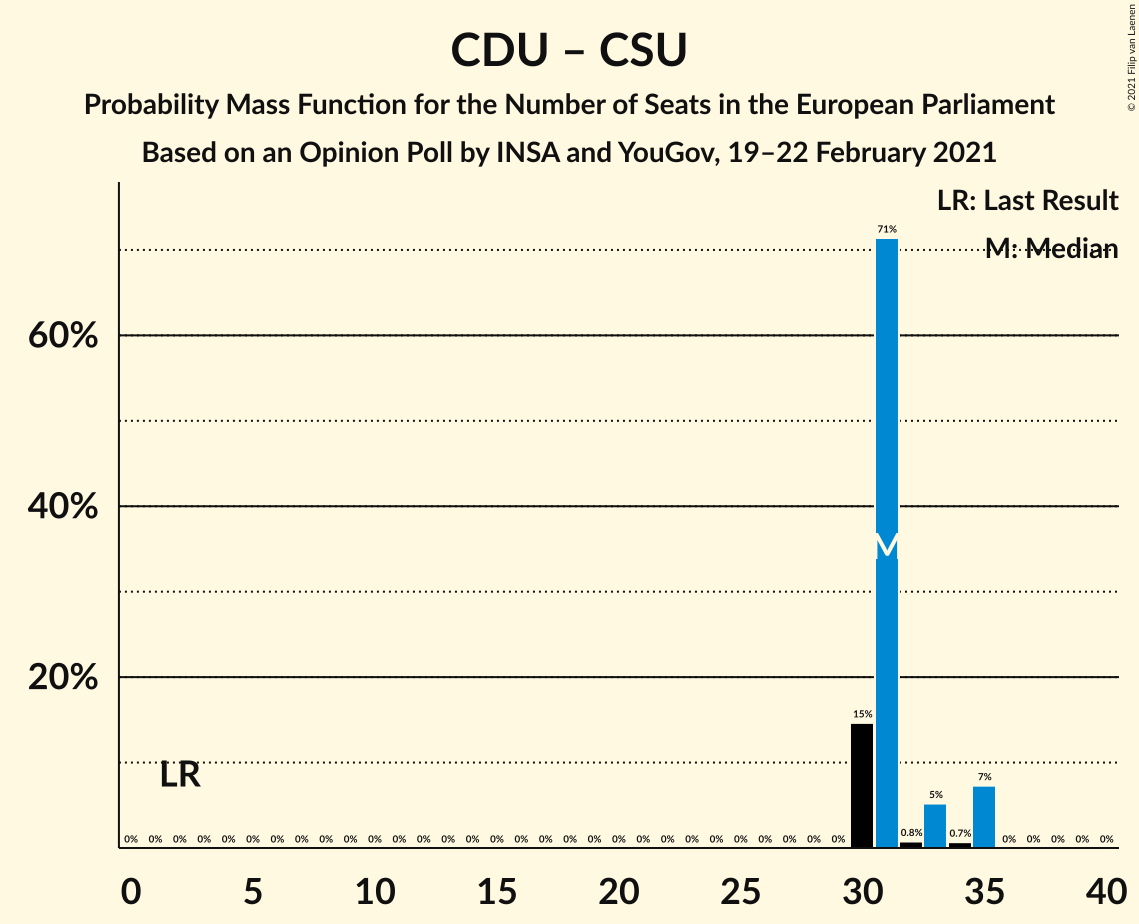 CDU – CSU
Probability Mass Function for the Number of Seats in the European Parliament
Based on an Opinion Poll by INSA and YouGov, 19–22 February 2021
© 2021 Filip van Laenen
LR: Last Result
M: Median
60%
40%
20%
71%
M
15%
LR
0% 0% 0% 0% 0% 0% 0% 0% 0% 0% 0% 0% 0% 0% 0% 0% 0% 0% 0% 0% 0% 0% 0% 0% 0% 0% 0% 0% 0% 0% 0.8% 5% 0.7% 7% 0% 0% 0% 0% 0%
0 5 10 15 20 25 30 35 40